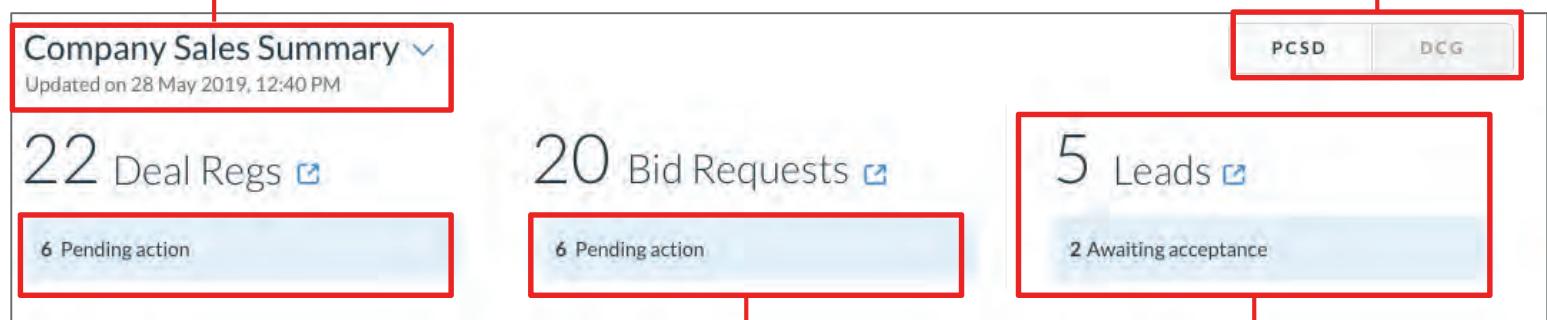 Company Sales Summary
Updated on 28 May 2019, 12:40 PM
PCSD DCG
22 Deal Regs
20 Bid Requests
5 Leads
6 Pending action
6 Pending action
2 Awaiting acceptance